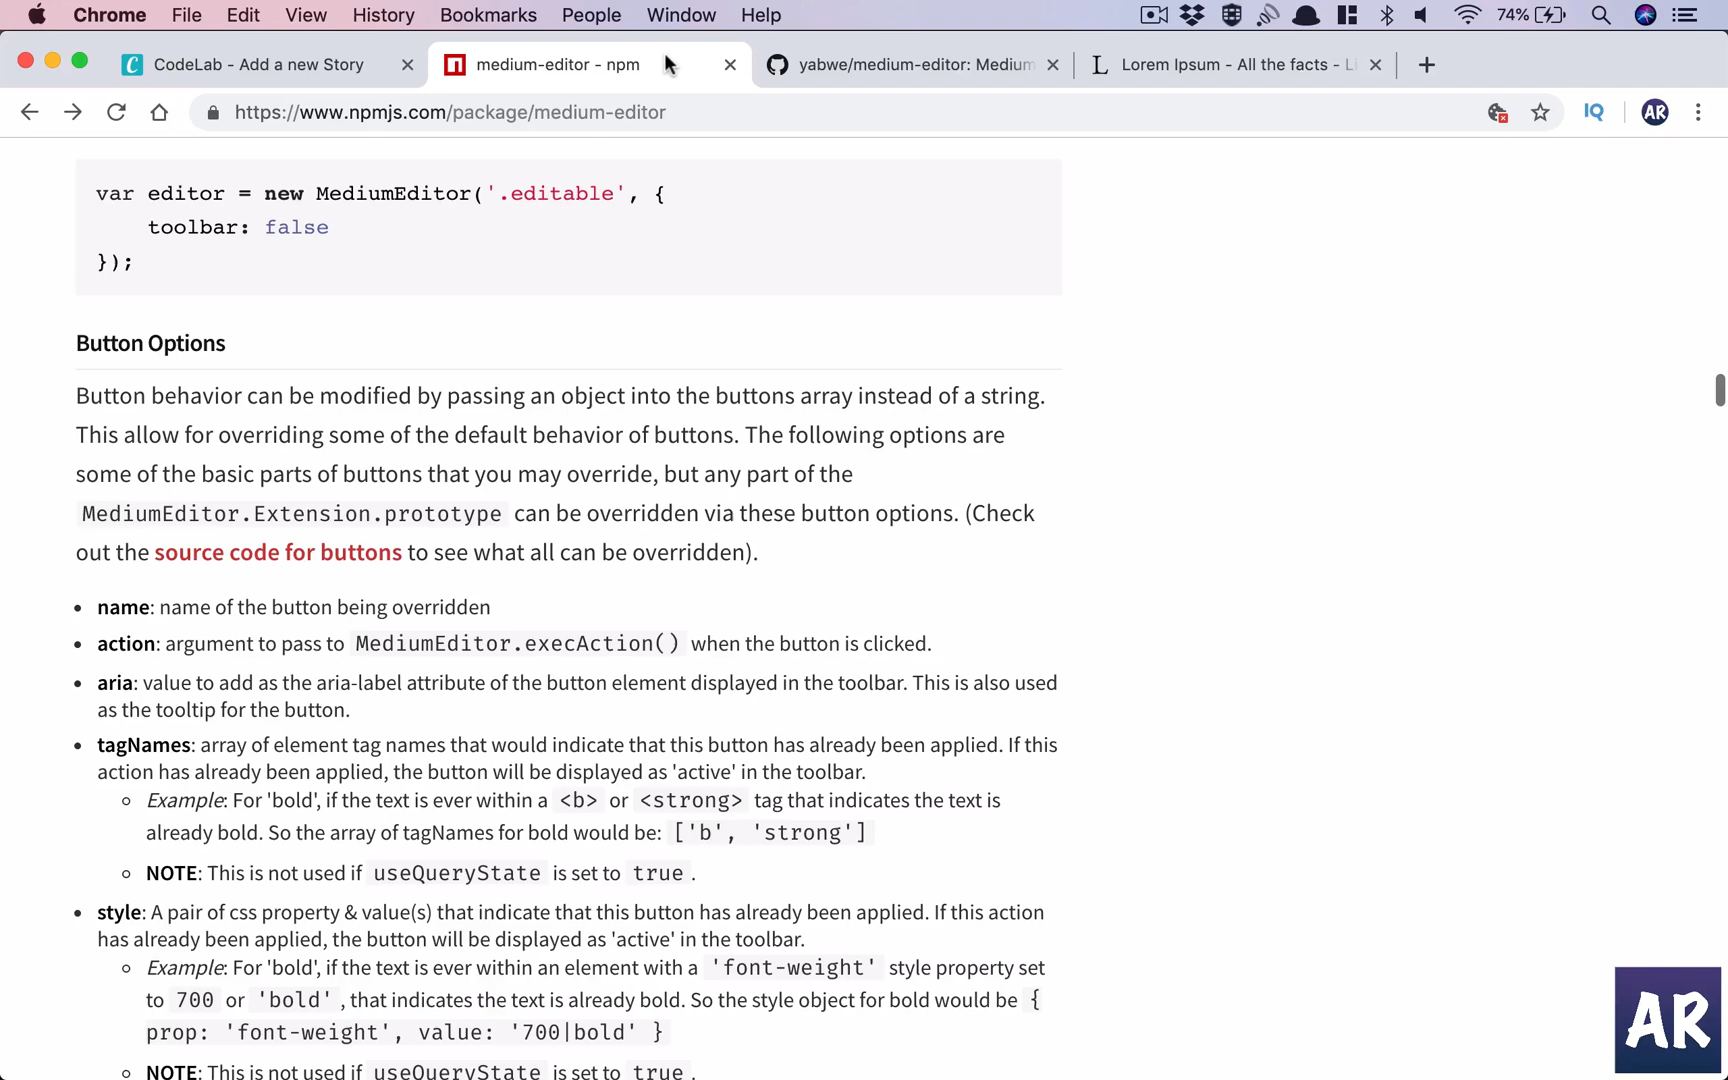 Chrome File Edit View History Bookmarks People Window Help 74%
CodeLab - Add a new Story medium-editor - npm yabwe/medium-editor: Medium Lorem Ipsum - All the facts - Li
https://www.npmjs.com/package/medium-editor IQ AR
var editor = new MediumEditor('.editable', {
toolbar: false
});
Button Options
Button behavior can be modified by passing an object into the buttons array instead of a string.
This allow for overriding some of the default behavior of buttons. The following options are
some of the basic parts of buttons that you may override, but any part of the
MediumEditor.Extension.prototype can be overridden via these button options. (Check
out the source code for buttons to see what all can be overridden).
• name: name of the button being overridden
• action: argument to pass to MediumEditor.execAction() when the button is clicked.
• aria: value to add as the aria-label attribute of the button element displayed in the toolbar. This is also used
as the tooltip for the button.
• tagNames: array of element tag names that would indicate that this button has already been applied. If this
action has already been applied, the button will be displayed as 'active' in the toolbar.
◦ Example: For 'bold', if the text is ever within a <b> or <strong> tag that indicates the text is
already bold. So the array of tagNames for bold would be: ['b', 'strong']
◦ NOTE: This is not used if useQueryState is set to true .
• style: A pair of css property & value(s) that indicate that this button has already been applied. If this action
has already been applied, the button will be displayed as 'active' in the toolbar.
◦ Example: For 'bold', if the text is ever within an element with a 'font-weight' style property set
to 700 or 'bold' , that indicates the text is already bold. So the style object for bold would be {
prop: 'font-weight', value: '700|bold' }
◦ NOTE: This is not used if useQueryState is set to true .
AR